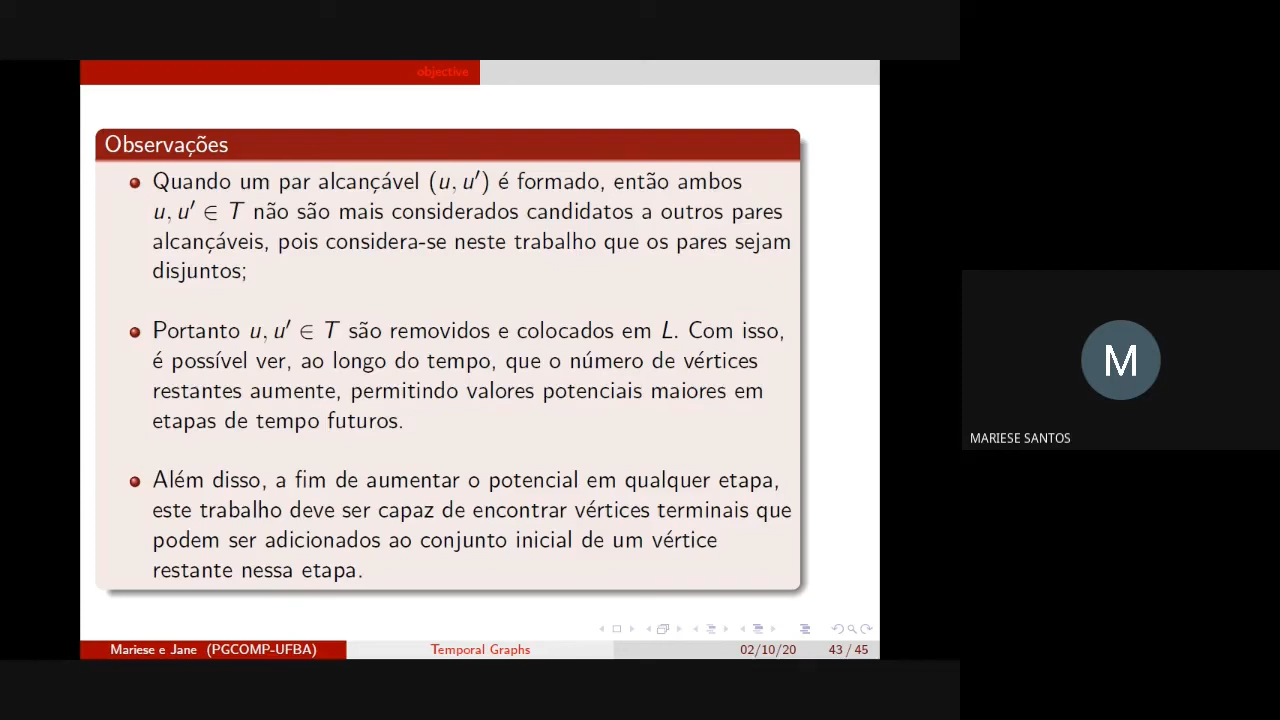 objective
Observações
Quando um par alcançável (u, u′) é formado, então ambos
u, u′ ∈ T não são mais considerados candidatos a outros pares
alcançáveis, pois considera-se neste trabalho que os pares sejam
disjuntos;
Portanto u, u′ ∈ T são removidos e colocados em L. Com isso,
é possível ver, ao longo do tempo, que o número de vértices
restantes aumente, permitindo valores potenciais maiores em
etapas de tempo futuros.
Além disso, a fim de aumentar o potencial em qualquer etapa,
este trabalho deve ser capaz de encontrar vértices terminais que
podem ser adicionados ao conjunto inicial de um vértice
restante nessa etapa.
Mariese e Jane (PGCOMP-UFBA) Temporal Graphs 02/10/20 43 / 45
M
MARIESE SANTOS